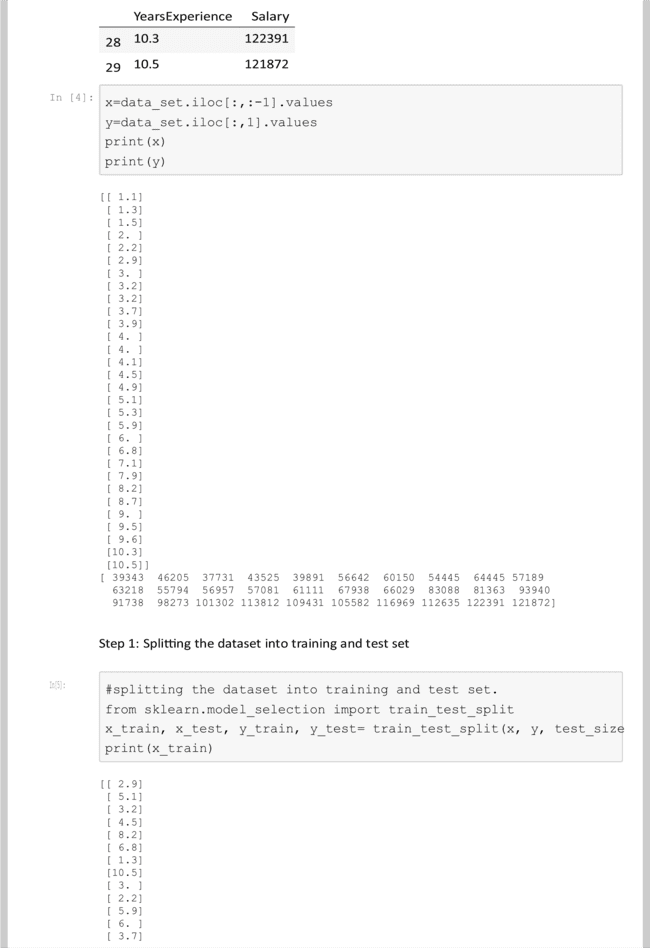 YearsExperience Salary
28 10.3 122391
29 10.5 121872
In [4]:
x=data_set.iloc[:,:-1].values
y=data_set.iloc[:,1].values
print(x)
print(y)
[[ 1.1]
[ 1.3]
[ 1.5]
[ 2. ]
[ 2.2]
[ 2.9]
[ 3. ]
[ 3.2]
[ 3.2]
[ 3.7]
[ 3.9]
[ 4. ]
[ 4. ]
[ 4.1]
[ 4.5]
[ 4.9]
[ 5.1]
[ 5.3]
[ 5.9]
[ 6. ]
[ 6.8]
[ 7.1]
[ 7.9]
[ 8.2]
[ 8.7]
[ 9. ]
[ 9.5]
[ 9.6]
[10.3]
[10.5]]
[ 39343 46205 37731 43525 39891 56642 60150 54445 64445 57189
63218 55794 56957 57081 61111 67938 66029 83088 81363 93940
91738 98273 101302 113812 109431 105582 116969 112635 122391 121872]
Step 1: Splitting the dataset into training and test set
In[5]:
#splitting the dataset into training and test set.
from sklearn.model_selection import train_test_split
x_train, x_test, y_train, y_test= train_test_split(x, y, test_size
print(x_train)
[[ 2.9]
[ 5.1]
[ 3.2]
[ 4.5]
[ 8.2]
[ 6.8]
[ 1.3]
[10.5]
[ 3. ]
[ 2.2]
[ 5.9]
[ 6. ]
[ 3.7]